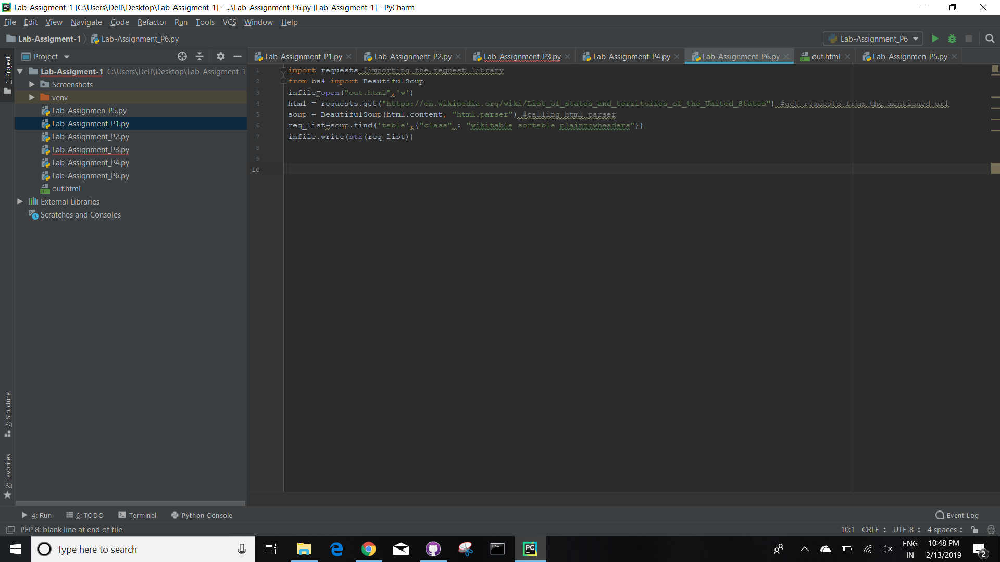 Lab-Assigment-1 [C:\Users\Dell\Desktop\Lab-Assigment-1] - ...\Lab-Assignment_P6.py [Lab-Assigment-1] - PyCharm
File Edit View Navigate Code Refactor Run Tools VCS Window Help
Lab-Assigment-1 Lab-Assignment_P6.py Lab-Assignment_P6
Project Lab-Assignment_P1.py Lab-Assignment_P2.py Lab-Assignment_P3.py Lab-Assignment_P4.py Lab-Assignment_P6.py out.html Lab-Assignmen_P5.py
1: Project
Lab-Assigment-1 C:\Users\Dell\Desktop\Lab-Assigment-1
Screenshots
venv
Lab-Assignmen_P5.py
Lab-Assignment_P1.py
Lab-Assignment_P2.py
Lab-Assignment_P3.py
Lab-Assignment_P4.py
Lab-Assignment_P6.py
out.html
External Libraries
Scratches and Consoles
1 import requests #importing the request library
2 from bs4 import BeautifulSoup
3 infile=open("out.html",'w')
4 html = requests.get("https://en.wikipedia.org/wiki/List_of_states_and_territories_of_the_United_States") #get requests from the mentioned url
5 soup = BeautifulSoup(html.content, "html.parser") #calling html parser
6 req_list=soup.find('table',{"class" : "wikitable sortable plainrowheaders"})
7 infile.write(str(req_list))
8
9
10
7: Structure
2: Favorites
4: Run 6: TODO Terminal Python Console Event Log
PEP 8: blank line at end of file 10:1 CRLF UTF-8 4 spaces
Type here to search
ENG
IN
10:48 PM
2/13/2019
2